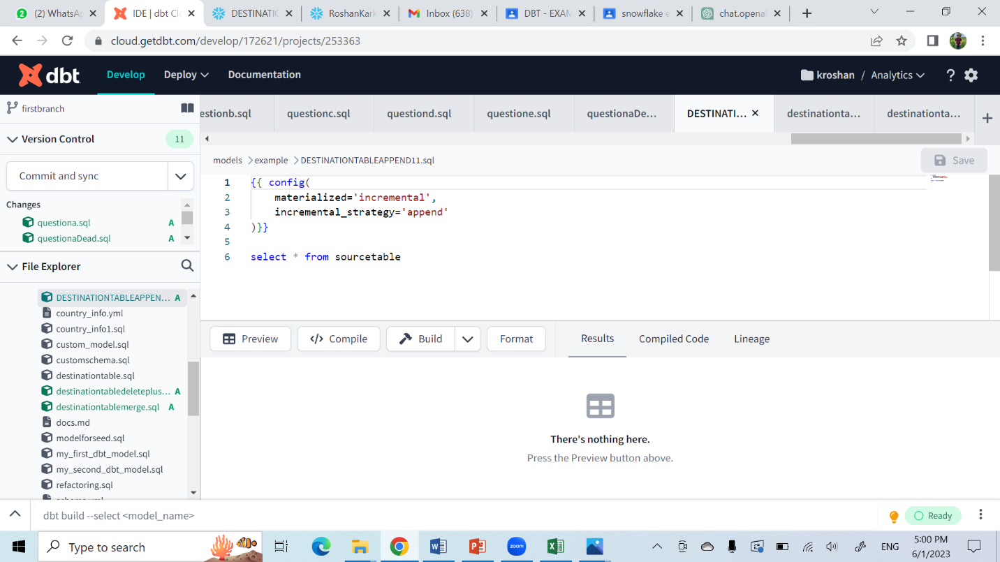 2 (2) WhatsAp
IDE | dbt Clo
DESTINATIO
RoshanKark
Inbox (638)
DBT - EXAM
snowflake e
chat.openai
cloud.getdbt.com/develop/172621/projects/253363
dbt
Develop
Deploy
Documentation
kroshan / Analytics
?
firstbranch
estionb.sql
questionc.sql
questiond.sql
questione.sql
questionaDe...
DESTINATI...
destinationta...
destinationta...
Version Control
11
models > example > DESTINATIONTABLEAPPEND11.sql
Save
Commit and sync
Changes
questiona.sql A
questionaDead.sql A
1 {{ config(
2 materialized='incremental',
3 incremental_strategy='append'
4 )}}
5
6 select * from sourcetable
File Explorer
DESTINATIONTABLEAPPEN... A
country_info.yml
country_info1.sql
custom_model.sql
customschema.sql
destinationtable.sql
destinationtabledeleteplus... A
destinationtablemerge.sql A
docs.md
modelforseed.sql
my_first_dbt_model.sql
my_second_dbt_model.sql
refactoring.sql
Preview
Compile
Build
Format
Results
Compiled Code
Lineage
There's nothing here.
Press the Preview button above.
dbt build --select <model_name>
Ready
Type to search
zoom
ENG
5:00 PM
6/1/2023